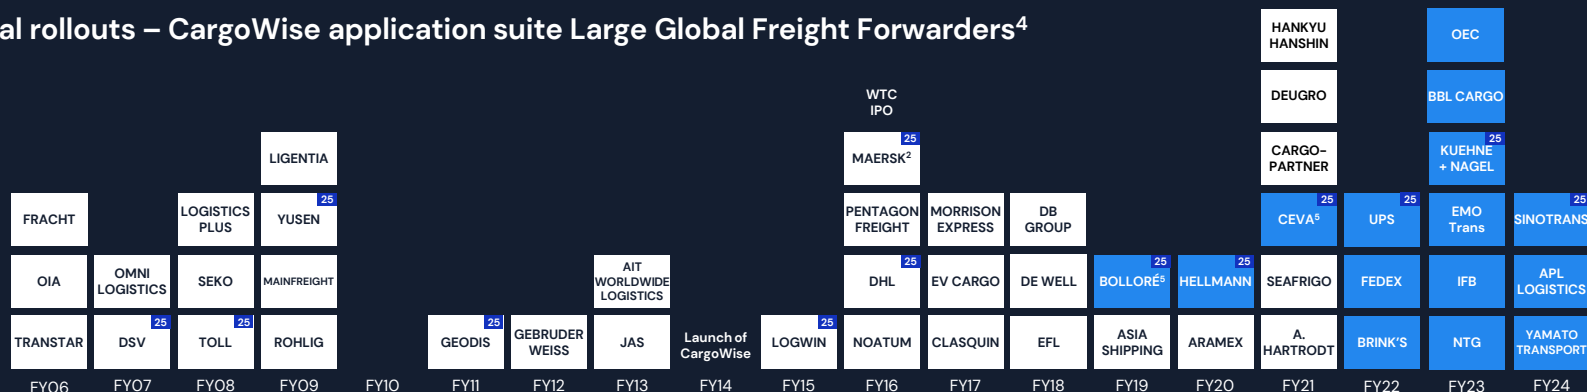 al rollouts – CargoWise application suite Large Global Freight Forwarders⁴
HANKYU
HANSHIN
OEC
WTC
IPO
DEUGRO
BBL CARGO
LIGENTIA
25
MAERSK²
CARGO-
PARTNER
25
KUEHNE
+ NAGEL
FRACHT
LOGISTICS
PLUS
25
YUSEN
PENTAGON
FREIGHT
MORRISON
EXPRESS
DB
GROUP
25
CEVA⁵
25
UPS
EMO
Trans
25
SINOTRANS
OIA
OMNI
LOGISTICS
SEKO
MAINFREIGHT
AIT
WORLDWIDE
LOGISTICS
25
DHL
EV CARGO
DE WELL
25
BOLLORÉ⁵
25
HELLMANN
SEAFRIGO
FEDEX
IFB
APL
LOGISTICS
TRANSTAR
25
DSV
25
TOLL
ROHLIG
25
GEODIS
GEBRUDER
WEISS
JAS
Launch of
CargoWise
25
LOGWIN
NOATUM
CLASQUIN
EFL
ASIA
SHIPPING
ARAMEX
A.
HARTRODT
BRINK'S
NTG
YAMATO
TRANSPORT
FY06 FY07 FY08 FY09 FY10 FY11 FY12 FY13 FY14 FY15 FY16 FY17 FY18 FY19 FY20 FY21 FY22 FY23 FY24